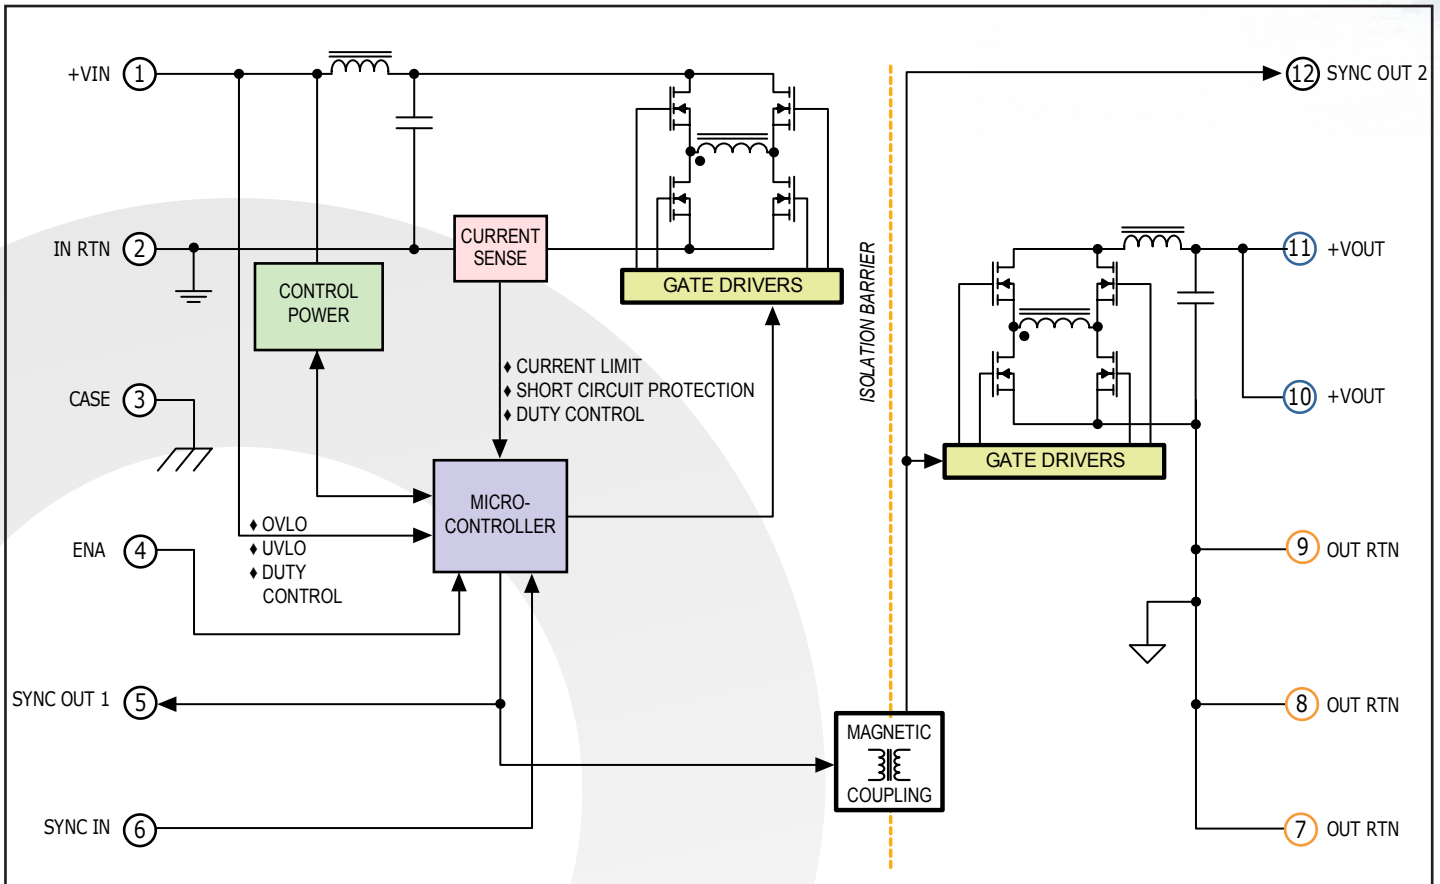 +VIN 1
12 SYNC OUT 2
IN RTN 2
CURRENT
SENSE
CONTROL
POWER
GATE DRIVERS
ISOLATION BARRIER
11 +VOUT
♦ CURRENT LIMIT
♦ SHORT CIRCUIT PROTECTION
♦ DUTY CONTROL
CASE 3
10 +VOUT
GATE DRIVERS
MICRO-
CONTROLLER
♦ OVLO
♦ UVLO
♦ DUTY
CONTROL
ENA 4
9 OUT RTN
SYNC OUT 1 5
8 OUT RTN
MAGNETIC
COUPLING
SYNC IN 6
7 OUT RTN